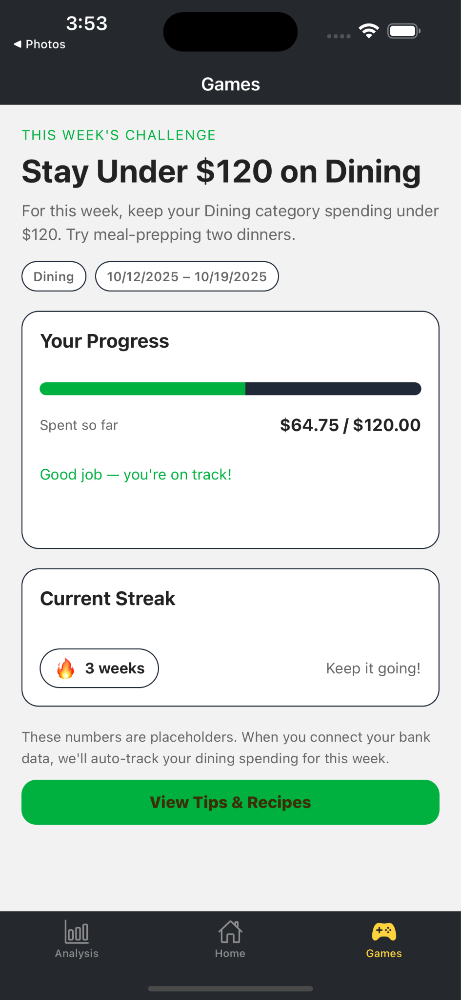 3:53
◀ Photos
Games
THIS WEEK'S CHALLENGE
Stay Under $120 on Dining
For this week, keep your Dining category spending under
$120. Try meal-prepping two dinners.
Dining
10/12/2025 – 10/19/2025
Your Progress
Spent so far
$64.75 / $120.00
Good job — you're on track!
Current Streak
🔥 3 weeks
Keep it going!
These numbers are placeholders. When you connect your bank
data, we'll auto-track your dining spending for this week.
View Tips & Recipes
Analysis
Home
Games